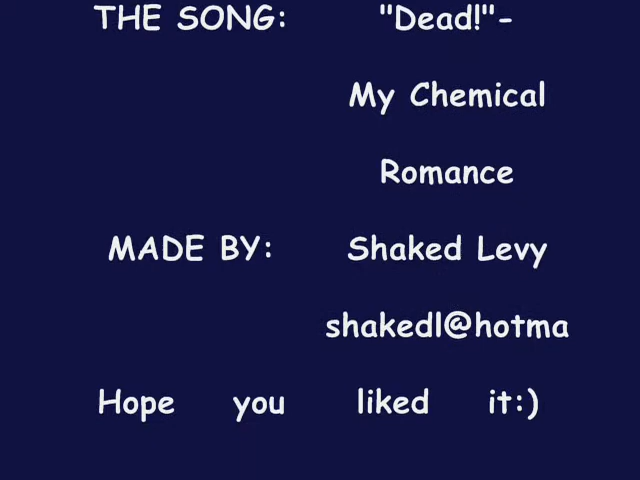 THE SONG: "Dead!"-
My Chemical
Romance
MADE BY: Shaked Levy
shakedl@hotma
Hope you liked it:)